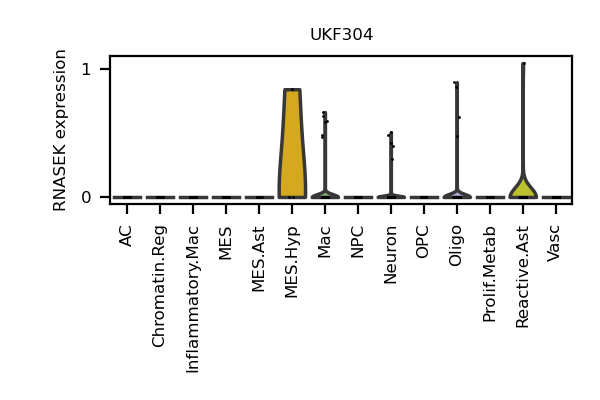 UKF304
RNASEK expression
1
0
AC
Chromatin.Reg
Inflammatory.Mac
MES
MES.Ast
MES.Hyp
Mac
NPC
Neuron
OPC
Oligo
Prolif.Metab
Reactive.Ast
Vasc